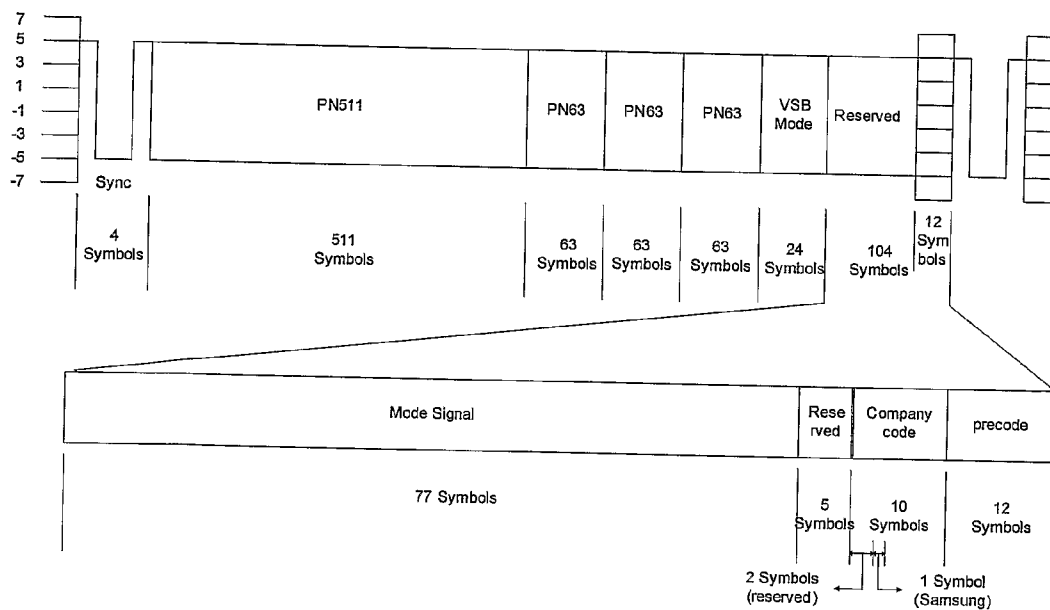 7
5
3
1
-1
-3
-5
-7
Sync
PN511
PN63
PN63
PN63
VSB
Mode
Reserved
4
Symbols
511
Symbols
63
Symbols
63
Symbols
63
Symbols
24
Symbols
104
Symbols
12
Sym
bols
Mode Signal
Rese
rved
Company
code
precode
77 Symbols
5
Symbols
10
Symbols
12
Symbols
2 Symbols
(reserved)
1 Symbol
(Samsung)